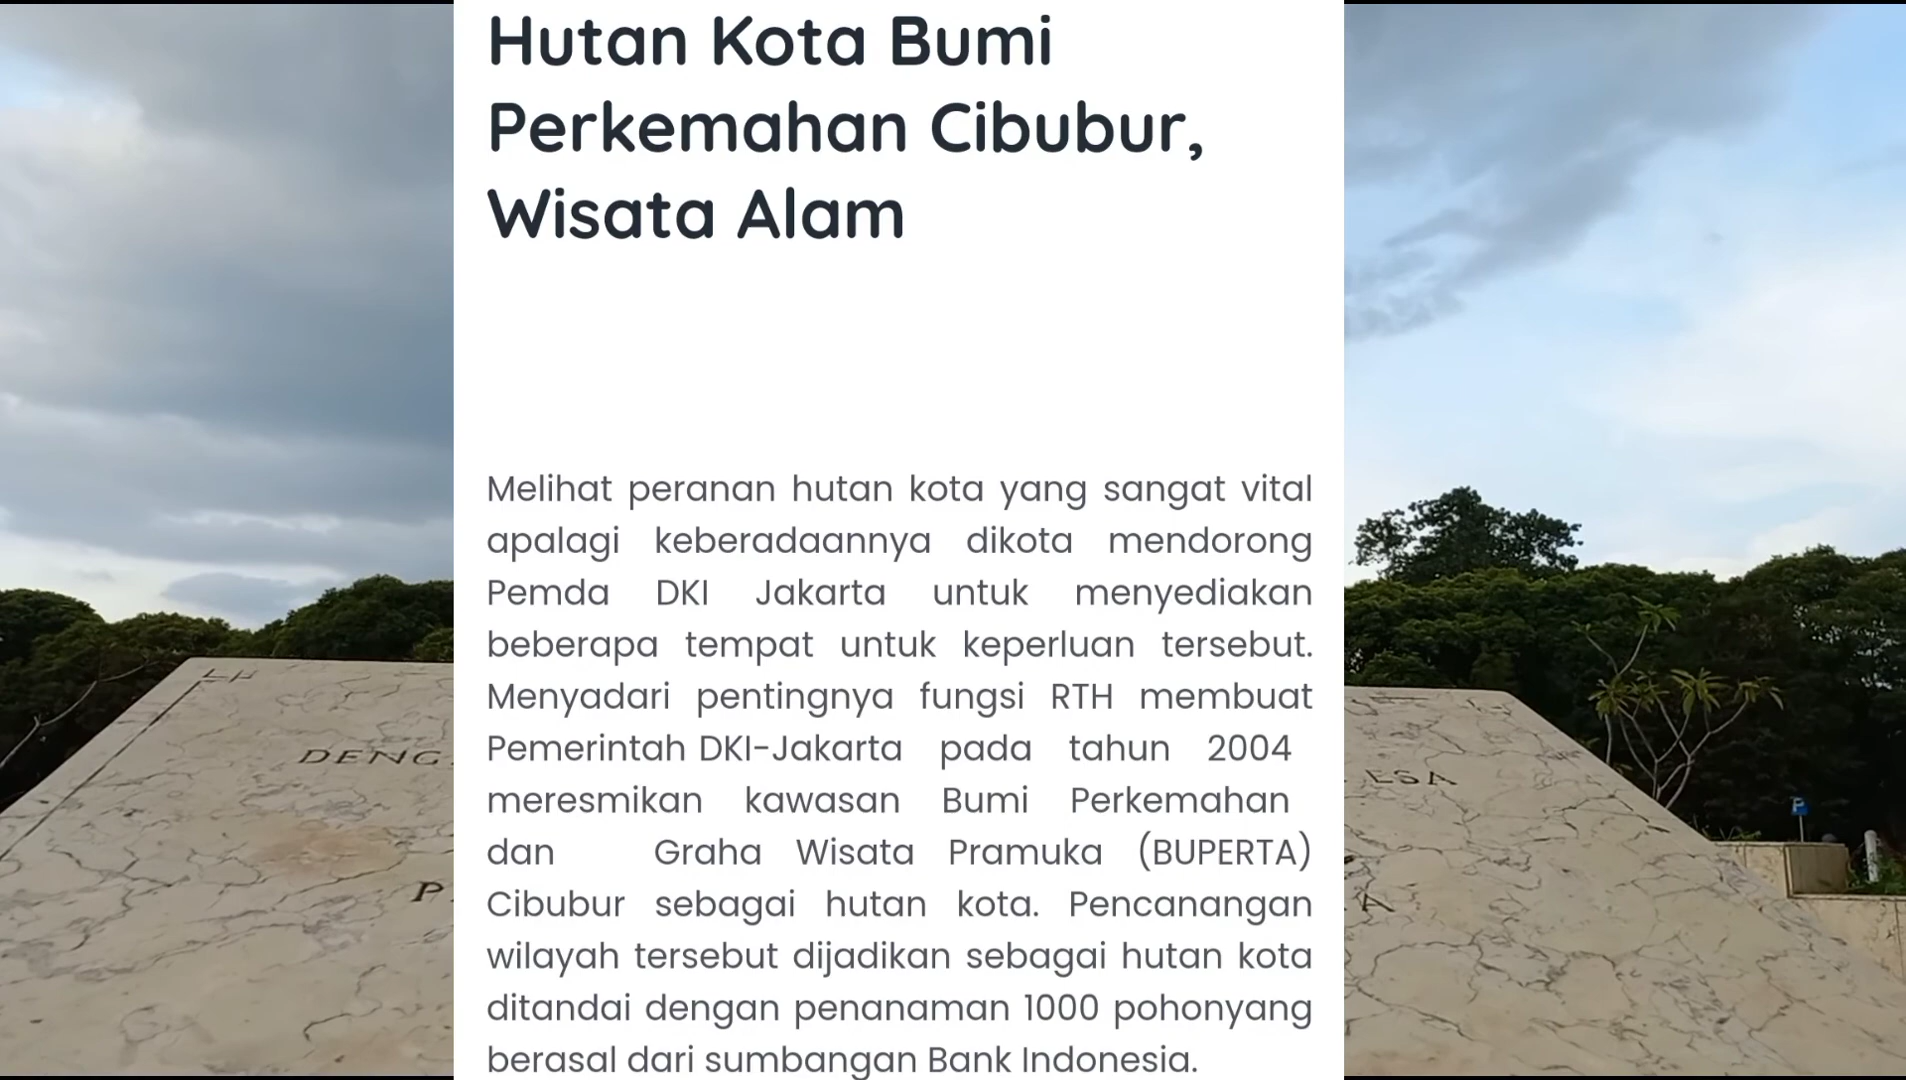 Hutan Kota Bumi
Perkemahan Cibubur,
Wisata Alam
Melihat peranan hutan kota yang sangat vital
apalagi keberadaannya dikota mendorong
Pemda DKI Jakarta untuk menyediakan
beberapa tempat untuk keperluan tersebut.
Menyadari pentingnya fungsi RTH membuat
Pemerintah DKI-Jakarta pada tahun 2004
meresmikan kawasan Bumi Perkemahan
dan Graha Wisata Pramuka (BUPERTA)
Cibubur sebagai hutan kota. Pencanangan
wilayah tersebut dijadikan sebagai hutan kota
ditandai dengan penanaman 1000 pohonyang
berasal dari sumbangan Bank Indonesia.
DENG
ESA
P
A
P